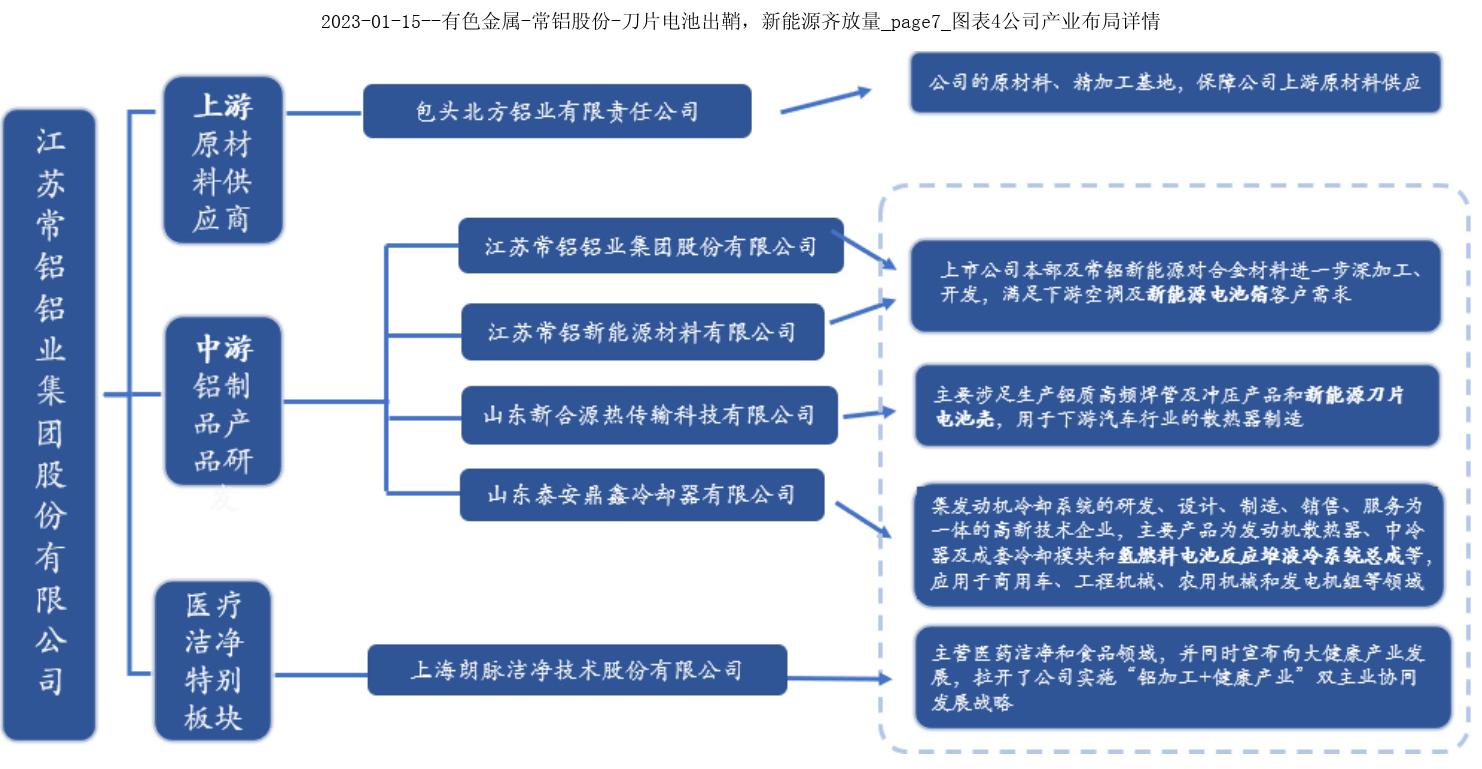 2023-01-15--有色金属-常铝股份-刀片电池出鞘，新能源齐放量_page7_图表4公司产业布局详情
江苏常铝铝业集团股份有限公司
上游
原材
料供
应商
包头北方铝业有限责任公司
公司的原材料、精加工基地，保障公司上游原材料供应
中游
铝制
品产
品研
发
江苏常铝铝业集团股份有限公司
江苏常铝新能源材料有限公司
上市公司本部及常铝新能源对合金材料进一步深加工、
开发，满足下游空调及新能源电池箔客户需求
山东新合源热传输科技有限公司
主要涉足生产铝质高频焊管及冲压产品和新能源刀片
电池壳，用于下游汽车行业的散热器制造
山东泰安鼎鑫冷却器有限公司
集发动机冷却系统的研发、设计、制造、销售、服务为
一体的高新技术企业，主要产品为发动机散热器、中冷
器及成套冷却模块和氢燃料电池反应堆液冷系统总成等，
应用于商用车、工程机械、农用机械和发电机组等领域
医疗
洁净
特别
板块
上海朗脉洁净技术股份有限公司
主营医药洁净和食品领域，并同时宣布向大健康产业发
展，拉开了公司实施“铝加工+健康产业”双主业协同
发展战略